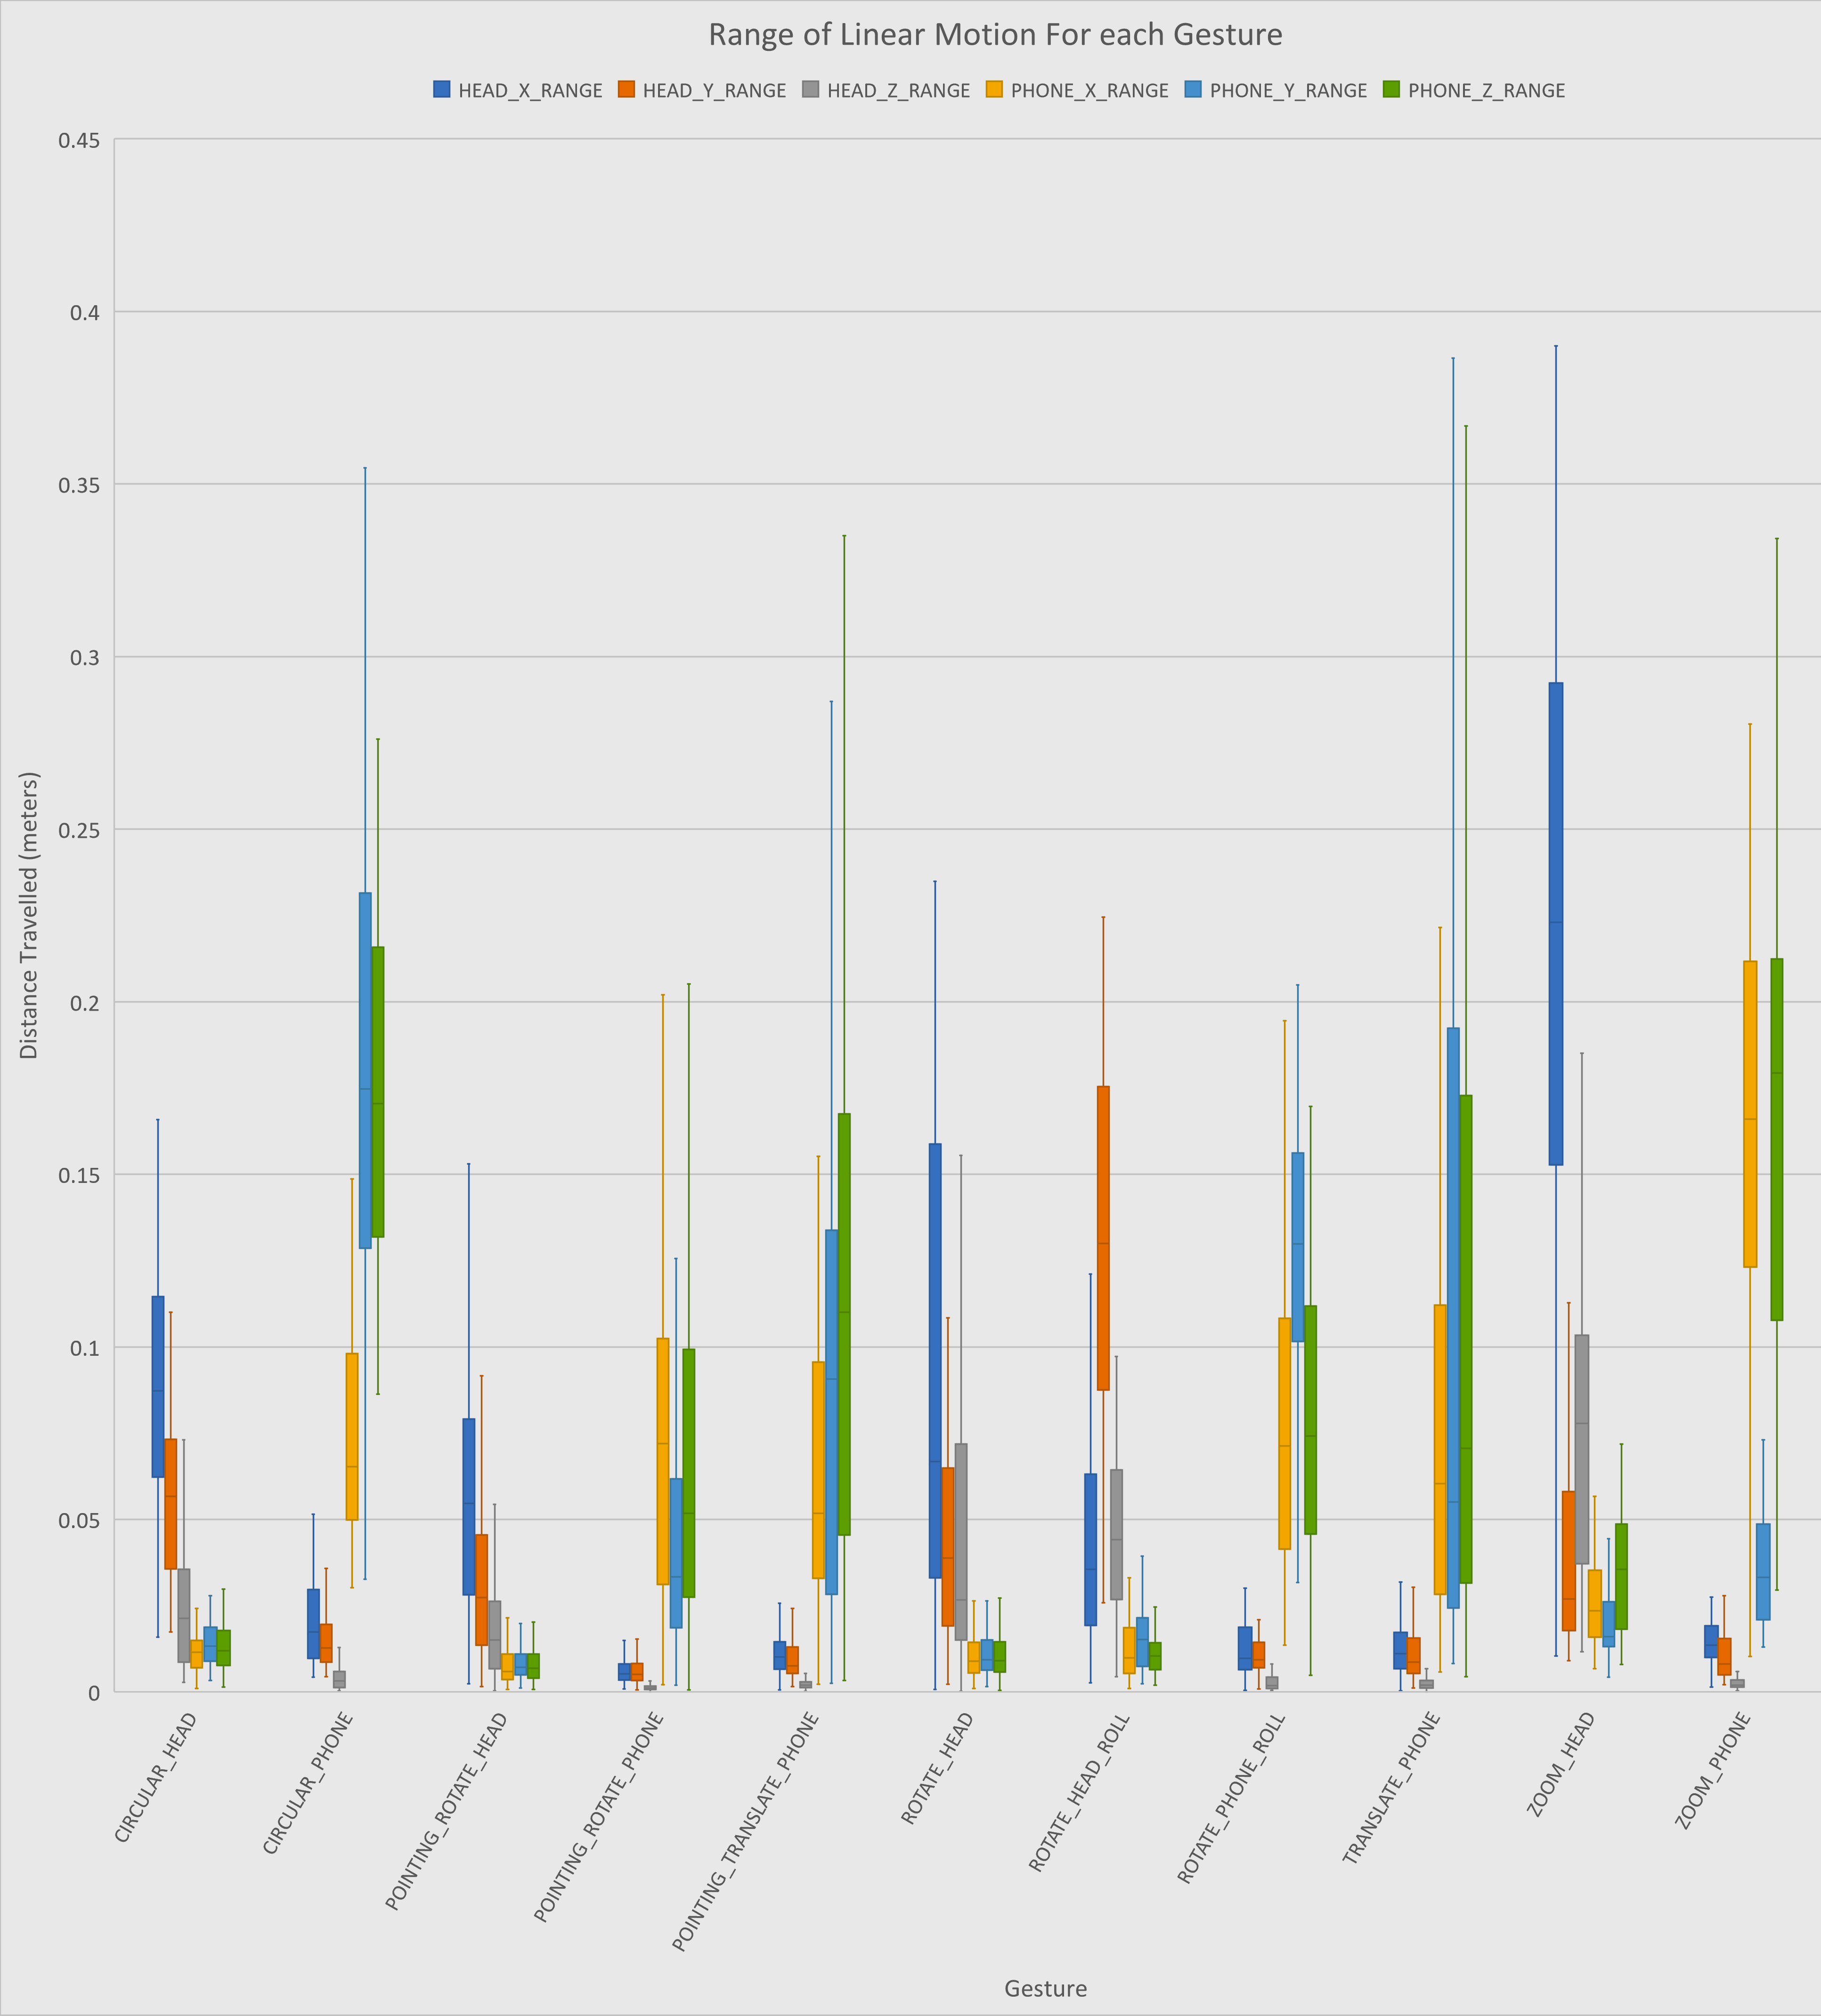 Range of Linear Motion For each Gesture
HEAD_X_RANGE HEAD_Y_RANGE HEAD_Z_RANGE PHONE_X_RANGE PHONE_Y_RANGE PHONE_Z_RANGE
0.45
0.4
0.35
0.3
0.25
0.2
0.15
0.1
0.05
0
Distance Travelled (meters)
CIRCULAR_HEAD
CIRCULAR_PHONE
POINTING_ROTATE_HEAD
POINTING_ROTATE_PHONE
POINTING_TRANSLATE_PHONE
ROTATE_HEAD
ROTATE_HEAD_ROLL
ROTATE_PHONE_ROLL
TRANSLATE_PHONE
ZOOM_HEAD
ZOOM_PHONE
Gesture